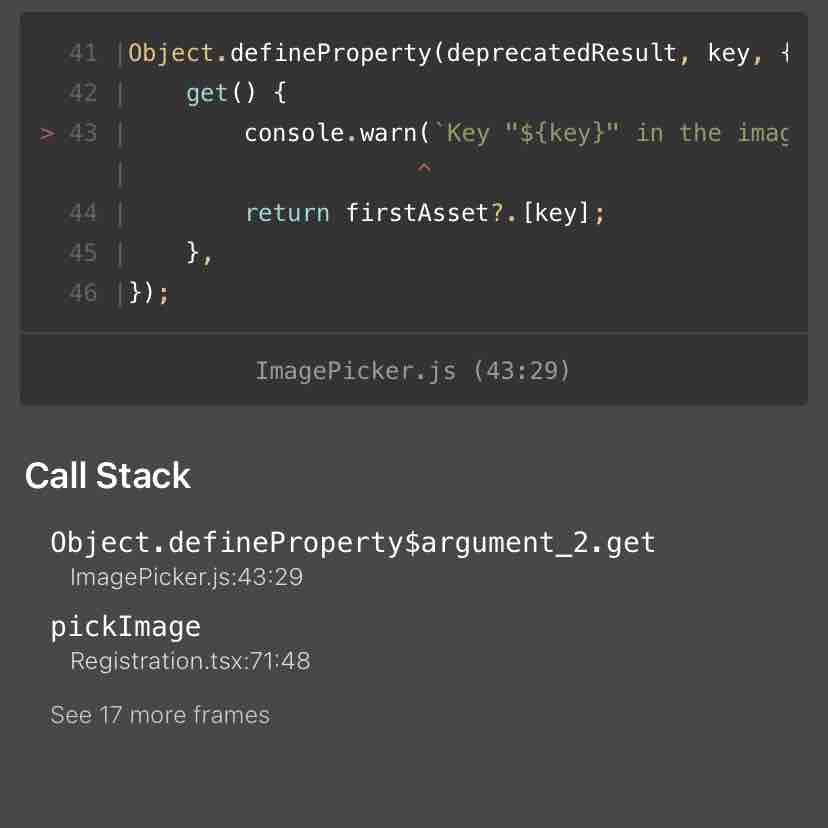 41 |Object.defineProperty(deprecatedResult, key, {
42 |    get() {
> 43 |        console.warn(`Key "${key}" in the imag
   |                    ^
44 |        return firstAsset?.[key];
45 |    },
46 |});
ImagePicker.js (43:29)
Call Stack
Object.defineProperty$argument_2.get
ImagePicker.js:43:29
pickImage
Registration.tsx:71:48
See 17 more frames